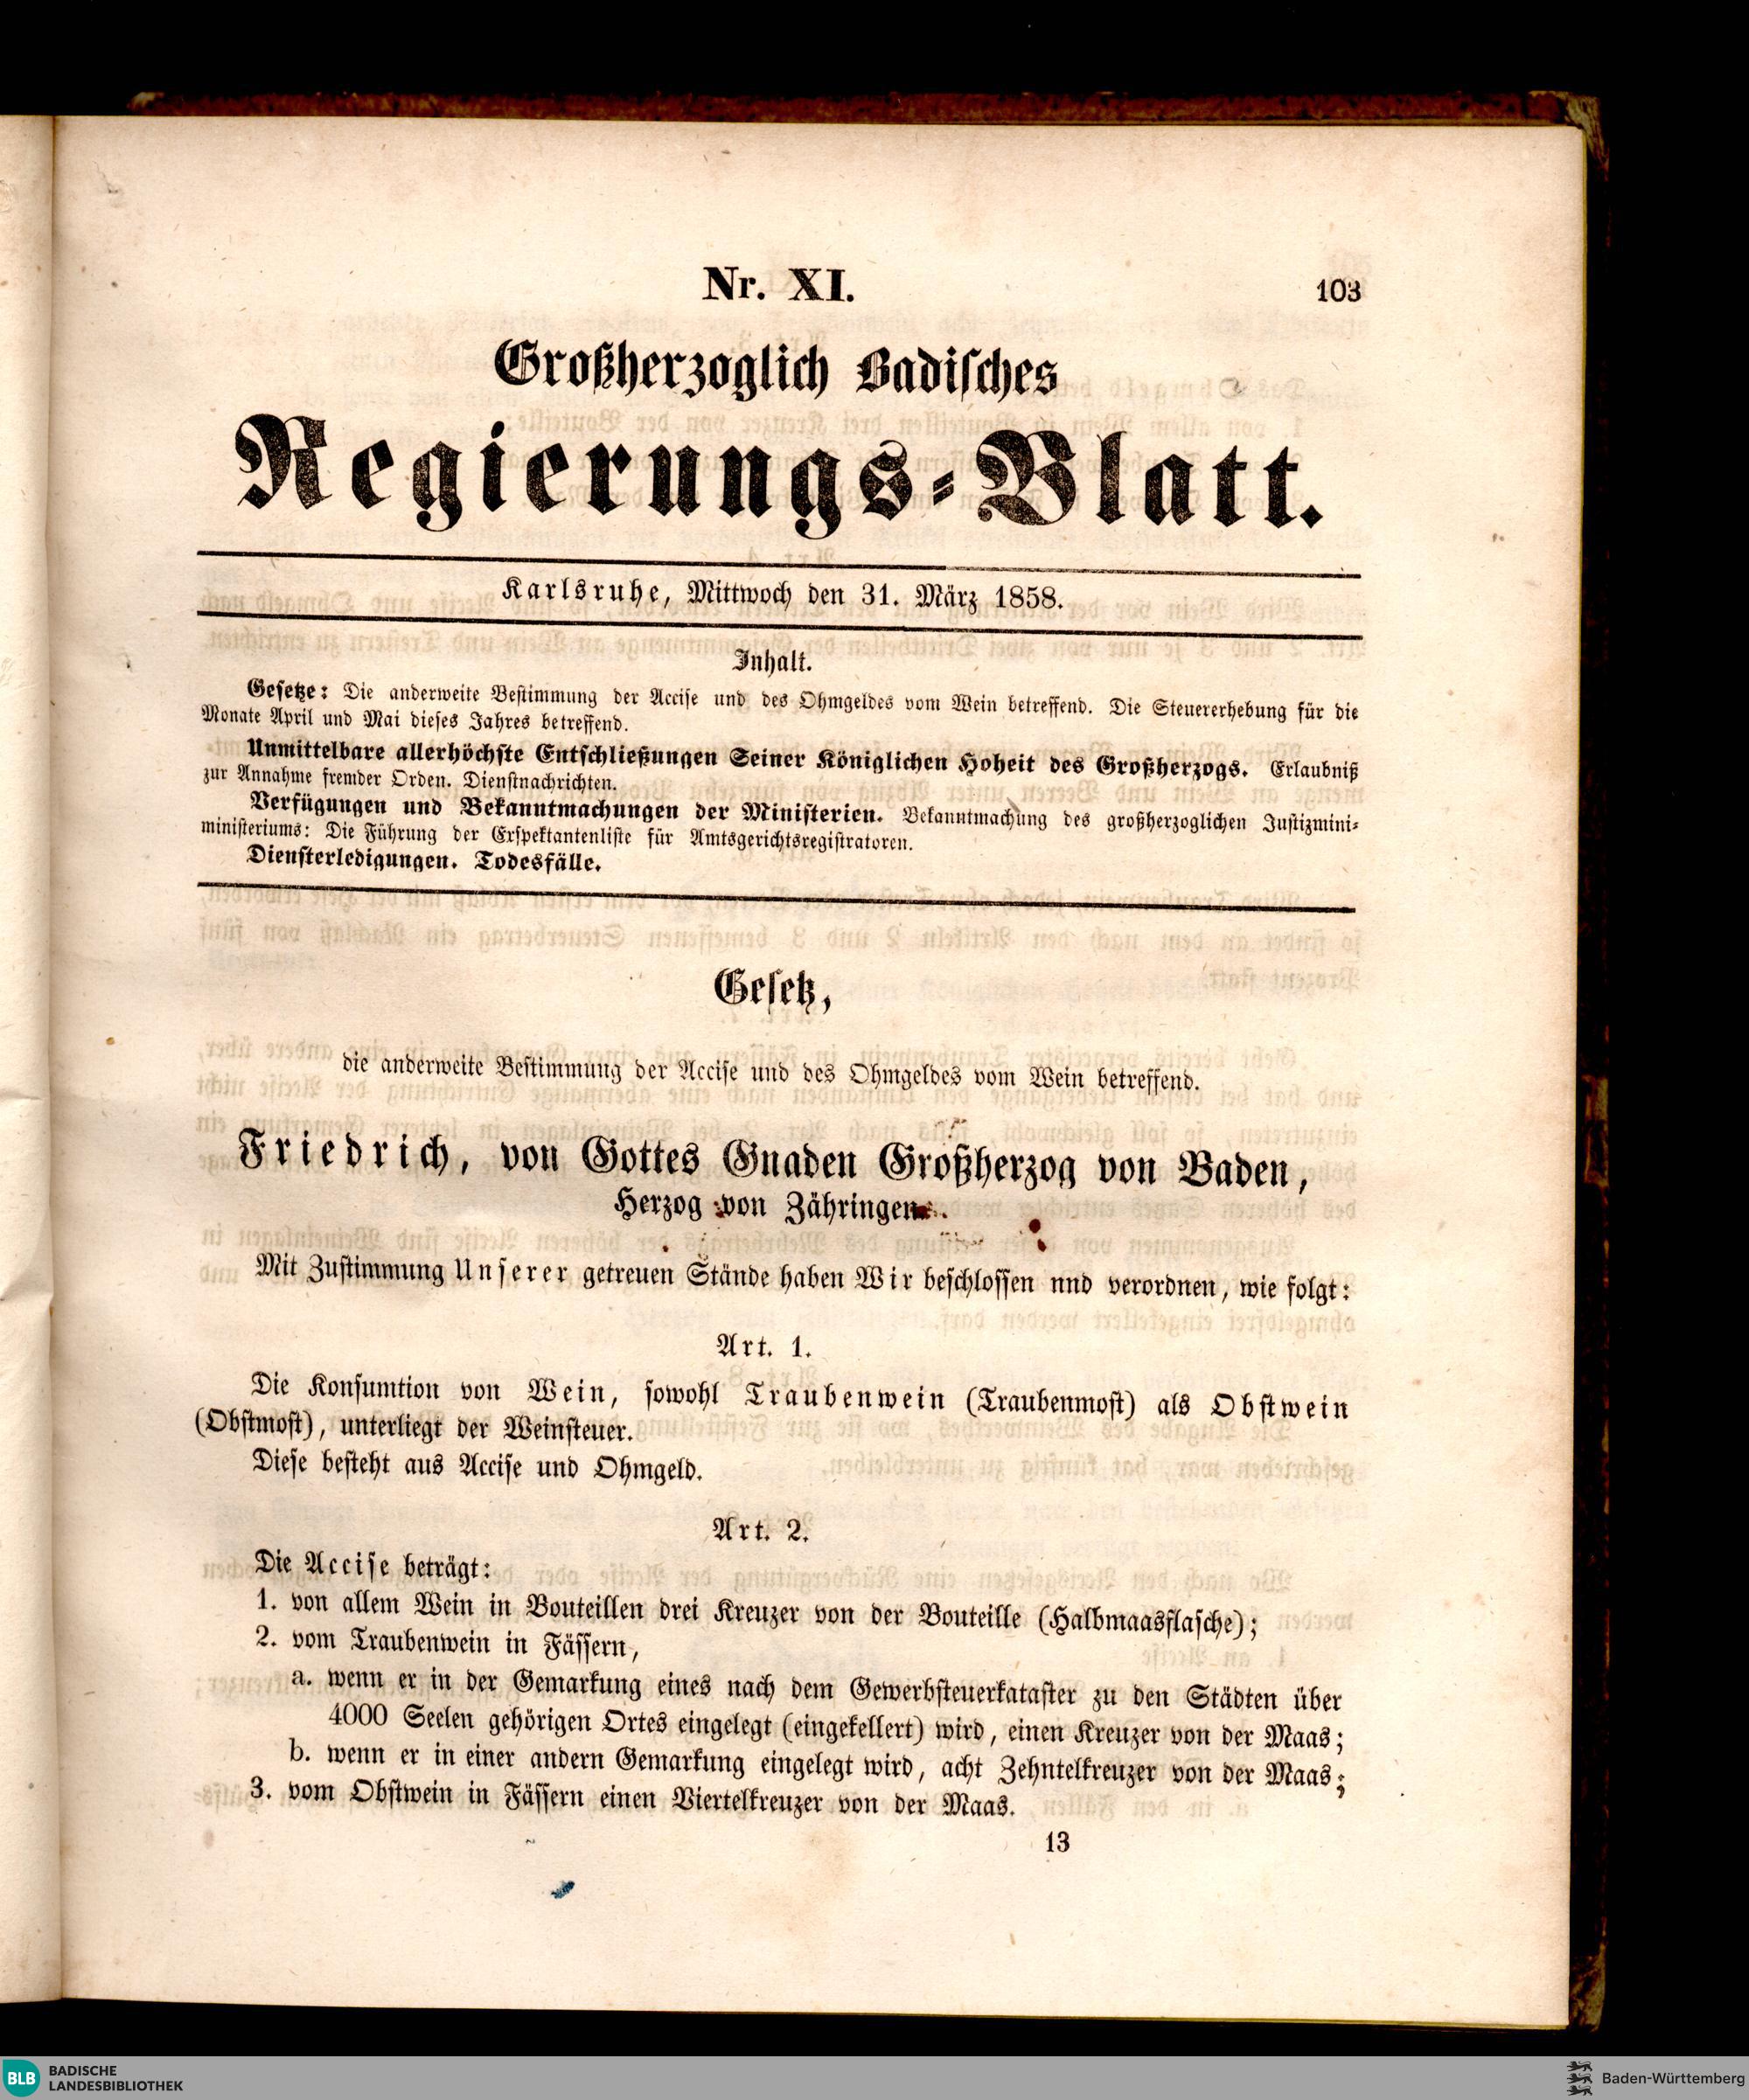 Nr. XI.
103
Großherzoglich Badisches
Regierungs-Blatt.
Karlsruhe, Mittwoch den 31. März 1858.
Inhalt.
Gesetze: Die anderweite Bestimmung der Accise und des Ohmgeldes vom Wein betreffend. Die Steuererhebung für die
Monate April und Mai dieses Jahres betreffend.
Unmittelbare allerhöchste Entschließungen Seiner Königlichen Hoheit des Großherzogs. Erlaubniß
zur Annahme fremder Orden. Dienstnachrichten.
Verfügungen und Bekanntmachungen der Ministerien. Bekanntmachung des großherzoglichen Justizmini-
ministeriums: Die Führung der Erspektantenliste für Amtsgerichtsregistratoren.
Diensterledigungen. Todesfälle.
Gesetz,
die anderweite Bestimmung der Accise und des Ohmgeldes vom Wein betreffend.
Friedrich, von Gottes Gnaden Großherzog von Baden,
Herzog von Zähringen.
Mit Zustimmung Unserer getreuen Stände haben Wir beschlossen nnd verordnen, wie folgt:
Art. 1.
Die Konsumtion von Wein, sowohl Traubenwein (Traubenmost) als Obstwein
(Obstmost), unterliegt der Weinsteuer.
Diese besteht aus Accise und Ohmgeld.
Art. 2.
Die Accise beträgt:
1. von allem Wein in Bouteillen drei Kreuzer von der Bouteille (Halbmaasflasche);
2. vom Traubenwein in Fässern,
a. wenn er in der Gemarkung eines nach dem Gewerbsteuerkataster zu den Städten über
4000 Seelen gehörigen Ortes eingelegt (eingekellert) wird, einen Kreuzer von der Maas;
b. wenn er in einer andern Gemarkung eingelegt wird, acht Zehntelkreuzer von der Maas;
3. vom Obstwein in Fässern einen Viertelkreuzer von der Maas.
13
BLB BADISCHE
LANDESBIBLIOTHEK
Baden-Württemberg